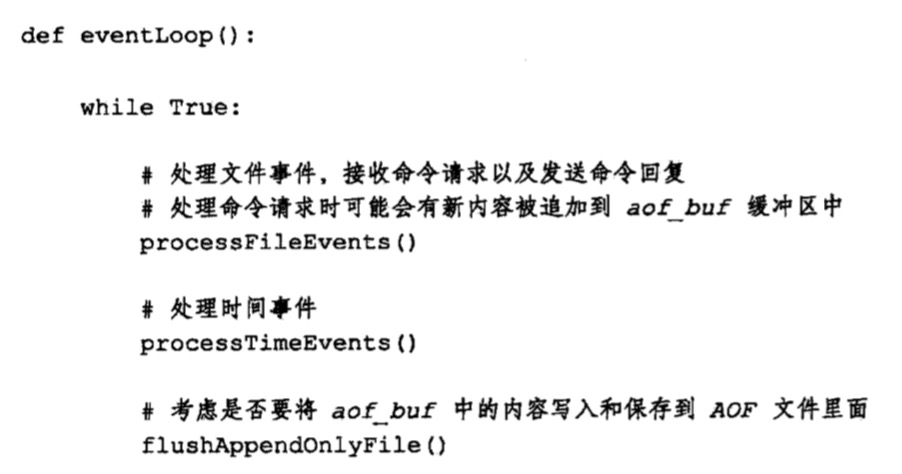 def eventLoop():
while True:
# 处理文件事件，接收命令请求以及发送命令回复
# 处理命令请求时可能会有新内容被追加到 aof_buf 缓冲区中
processFileEvents()
# 处理时间事件
processTimeEvents()
# 考虑是否要将 aof_buf 中的内容写入和保存到 AOF 文件里面
flushAppendOnlyFile()